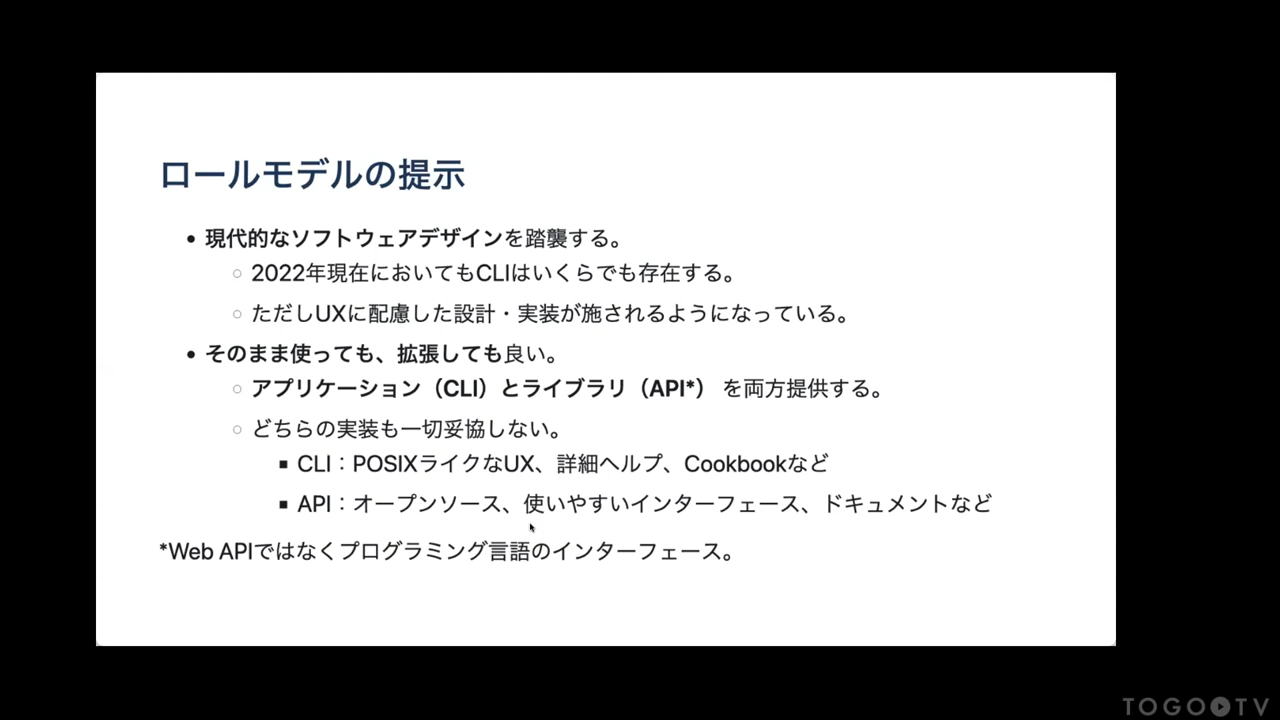 ロールモデルの提示
• 現代的なソフトウェアデザインを踏襲する。
○ 2022年現在においてもCLIはいくらでも存在する。
○ ただしUXに配慮した設計・実装が施されるようになっている。
• そのまま使っても、拡張しても良い。
○ アプリケーション（CLI）とライブラリ（API*） を両方提供する。
○ どちらの実装も一切妥協しない。
▪ CLI：POSIXライクなUX、詳細ヘルプ、Cookbookなど
▪ API：オープンソース、使いやすいインターフェース、ドキュメントなど
*Web APIではなくプログラミング言語のインターフェース。
TOGOTV